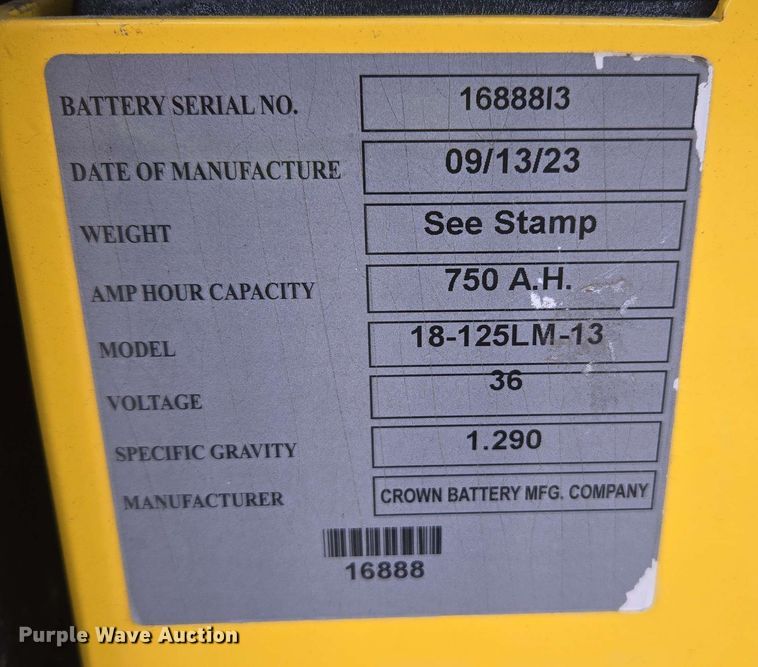 BATTERY SERIAL NO. 16888I3
DATE OF MANUFACTURE 09/13/23
WEIGHT See Stamp
AMP HOUR CAPACITY 750 A.H.
MODEL 18-125LM-13
VOLTAGE 36
SPECIFIC GRAVITY 1.290
MANUFACTURER CROWN BATTERY MFG. COMPANY
16888
Purple Wave Auction